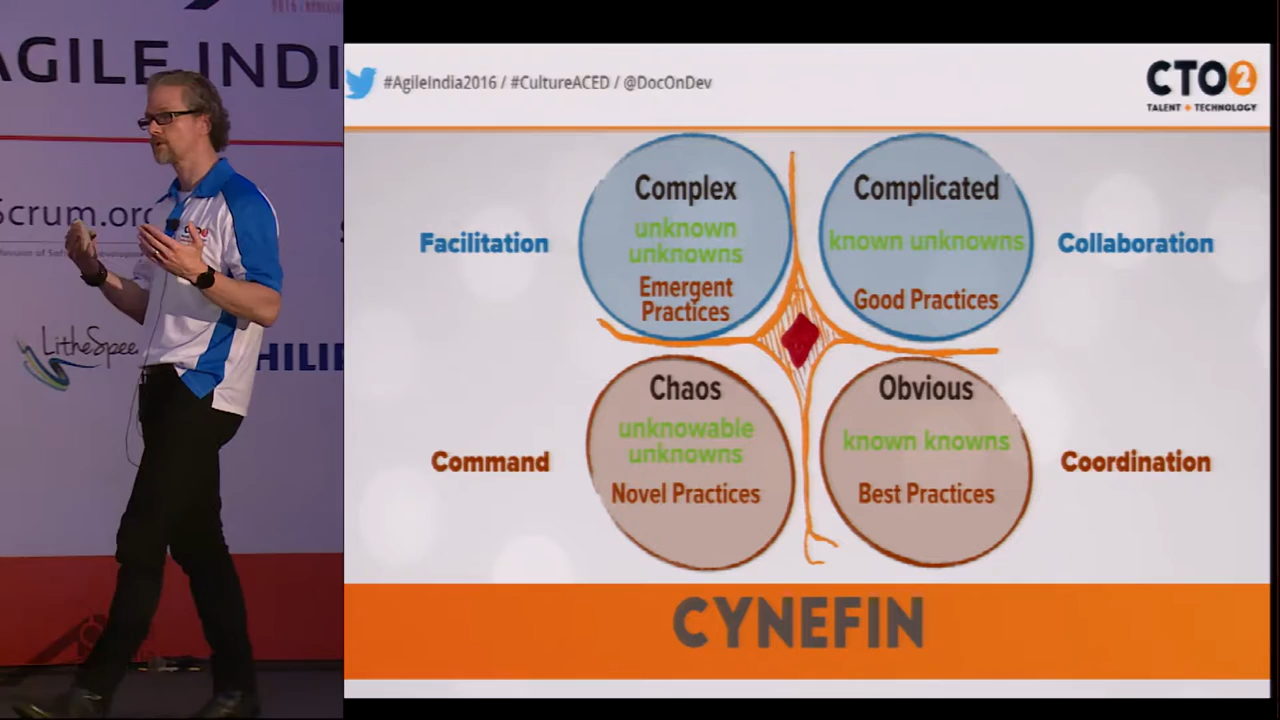 AGILE INDI
Scrum.org
LitheSpee
HILI
#AgileIndia2016 / #CultureACED / @DocOnDev
CTO2
TALENT + TECHNOLOGY
Complex
unknown
unknowns
Emergent
Practices
Facilitation
Complicated
known unknowns
Good Practices
Collaboration
Chaos
unknowable
unknowns
Novel Practices
Command
Obvious
known knowns
Best Practices
Coordination
CYNEFIN